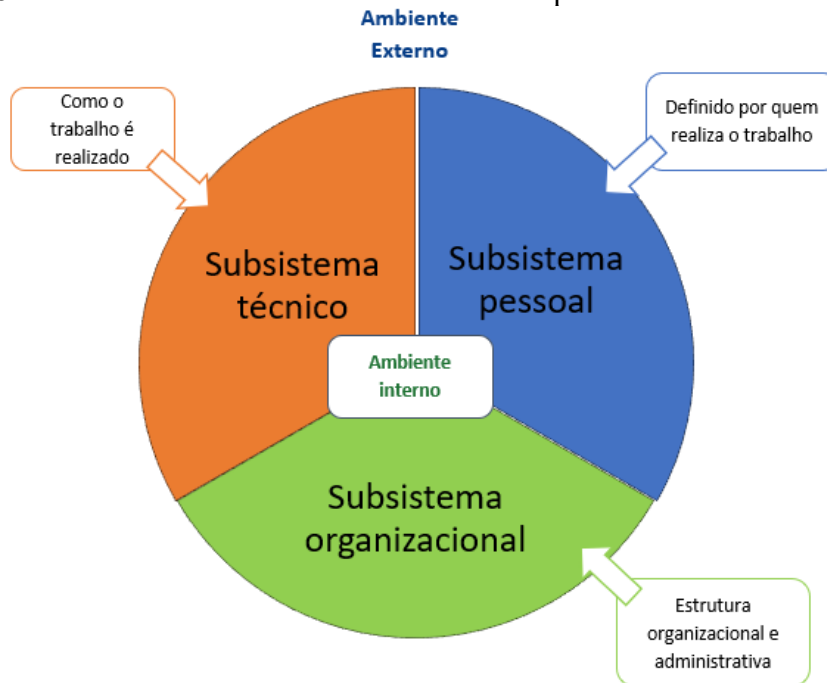 Ambiente
Externo
Como o
trabalho é
realizado
Definido por quem
realiza o trabalho
Subsistema
técnico
Subsistema
pessoal
Ambiente
interno
Subsistema
organizacional
Estrutura
organizacional e
administrativa